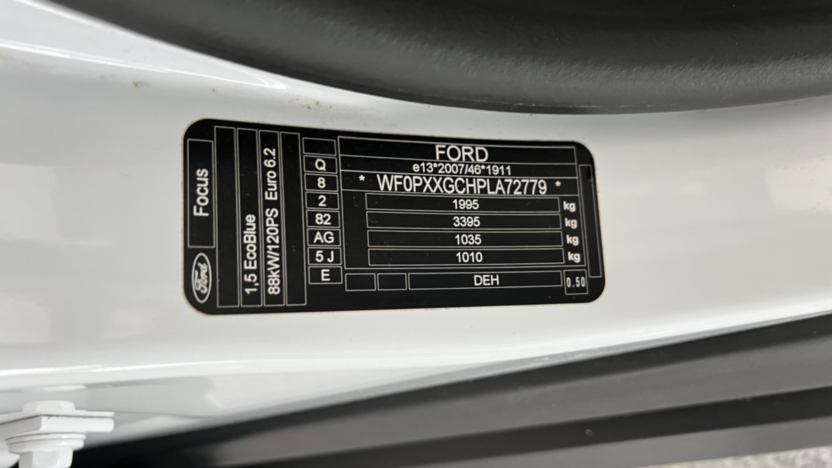 FORD
e13*2007/46*1911
* WF0PXXGCHPLA72779 *
1995 kg
3395 kg
1035 kg
1010 kg
DEH
0.50
Q
8
2
82
AG
5 J
E
Focus
Ford
1,5 EcoBlue
88kW/120PS Euro 6.2